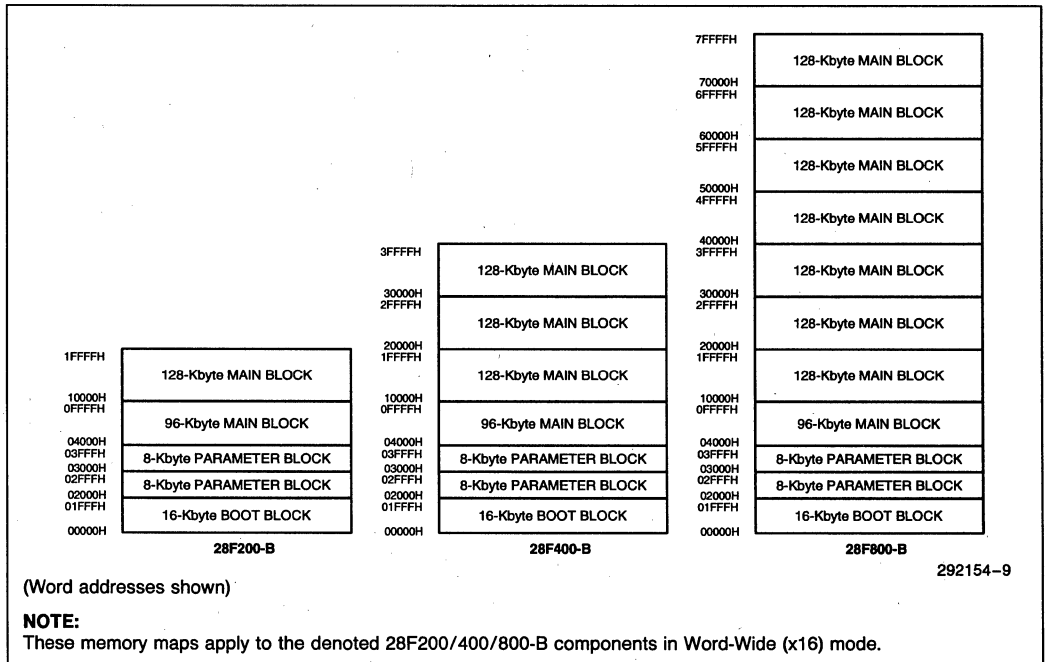 7FFFFH
128-Kbyte MAIN BLOCK
70000H
6FFFFH
128-Kbyte MAIN BLOCK
60000H
5FFFFH
128-Kbyte MAIN BLOCK
50000H
4FFFFH
128-Kbyte MAIN BLOCK
40000H
3FFFFH
3FFFFH
128-Kbyte MAIN BLOCK
128-Kbyte MAIN BLOCK
30000H
30000H
2FFFFH
2FFFFH
128-Kbyte MAIN BLOCK
128-Kbyte MAIN BLOCK
20000H
20000H
1FFFFH
1FFFFH
1FFFFH
128-Kbyte MAIN BLOCK
128-Kbyte MAIN BLOCK
128-Kbyte MAIN BLOCK
10000H
10000H
10000H
0FFFFH
0FFFFH
0FFFFH
96-Kbyte MAIN BLOCK
96-Kbyte MAIN BLOCK
96-Kbyte MAIN BLOCK
04000H
04000H
04000H
03FFFH
03FFFH
03FFFH
8-Kbyte PARAMETER BLOCK
8-Kbyte PARAMETER BLOCK
8-Kbyte PARAMETER BLOCK
03000H
03000H
03000H
02FFFH
02FFFH
02FFFH
8-Kbyte PARAMETER BLOCK
8-Kbyte PARAMETER BLOCK
8-Kbyte PARAMETER BLOCK
02000H
02000H
02000H
01FFFH
01FFFH
01FFFH
16-Kbyte BOOT BLOCK
16-Kbyte BOOT BLOCK
16-Kbyte BOOT BLOCK
00000H
00000H
00000H
28F200-B
28F400-B
28F800-B
292154-9
(Word addresses shown)
NOTE:
These memory maps apply to the denoted 28F200/400/800-B components in Word-Wide (x16) mode.